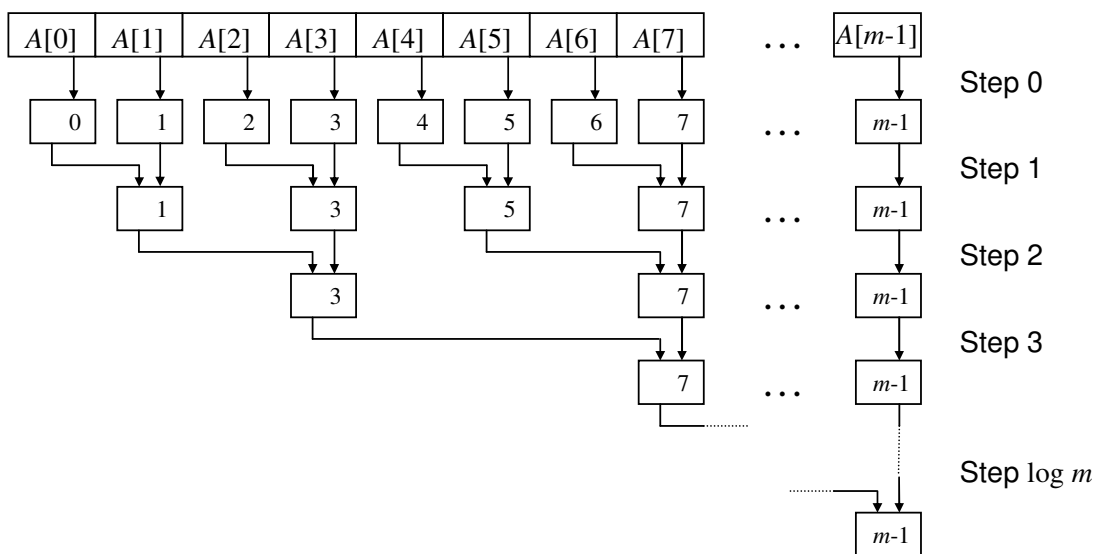 A[0] A[1] A[2] A[3] A[4] A[5] A[6] A[7] ... A[m-1]
Step 0
0 1 2 3 4 5 6 7 ... m-1
Step 1
1 3 5 7 ... m-1
Step 2
3 7 ... m-1
Step 3
7 ... m-1
Step log m
m-1